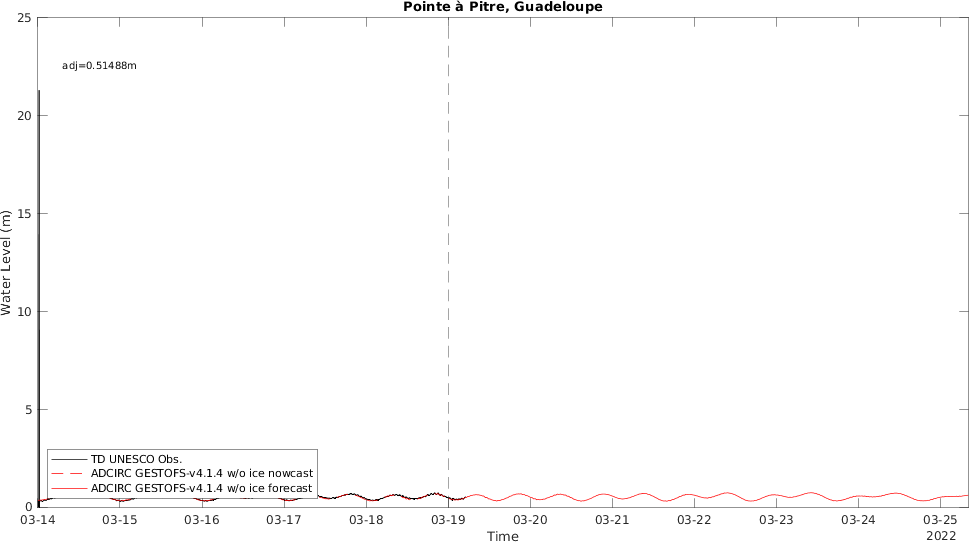 Pointe à Pitre, Guadeloupe
25
adj=0.51488m
20
15
Water Level (m)
10
5
TD UNESCO Obs.
ADCIRC GESTOFS-v4.1.4 w/o ice nowcast
ADCIRC GESTOFS-v4.1.4 w/o ice forecast
0
03-14 03-15 03-16 03-17 03-18 03-19 03-20 03-21 03-22 03-23 03-24 03-25
Time
2022